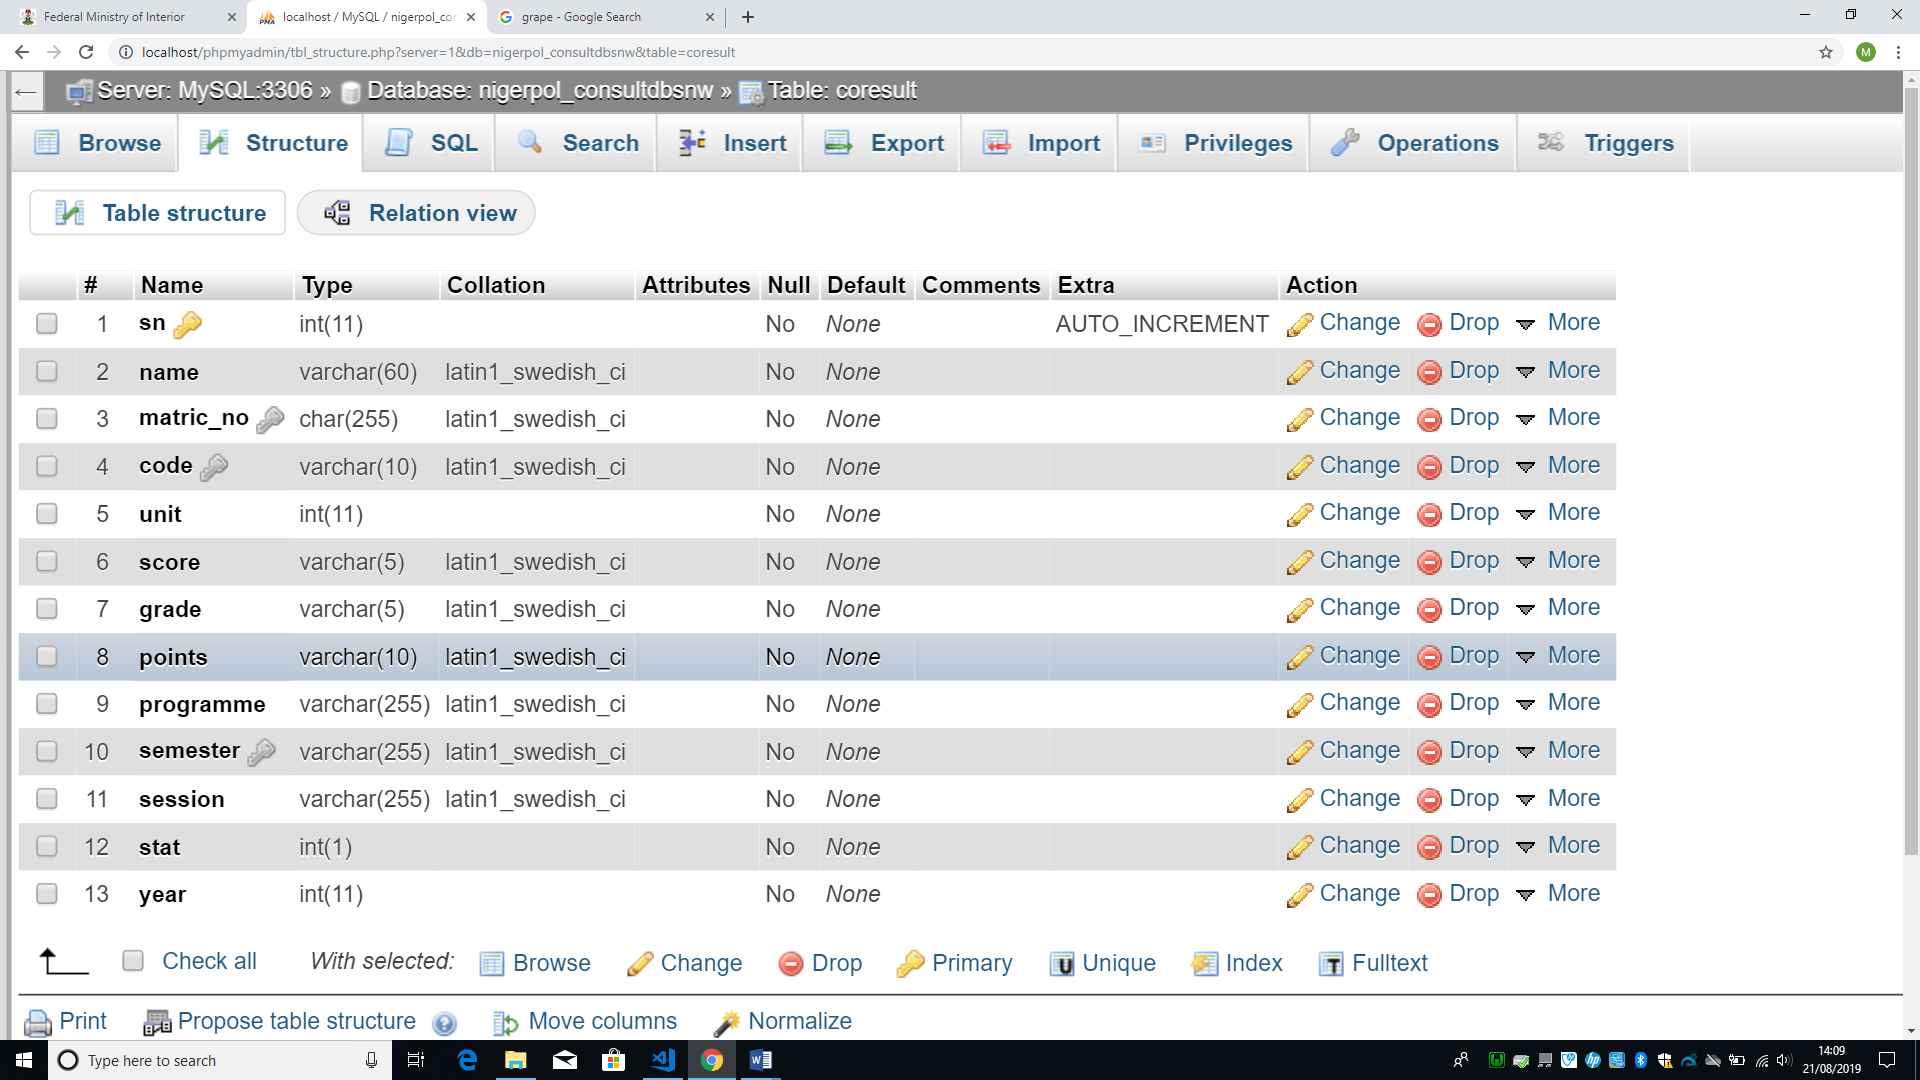 Federal Ministry of Interior
localhost / MySQL / nigerpol_con
grape - Google Search
localhost/phpmyadmin/tbl_structure.php?server=1&db=nigerpol_consultdbsnw&table=coresult
M
Server: MySQL:3306 » Database: nigerpol_consultdbsnw » Table: coresult
Browse Structure SQL Search Insert Export Import Privileges Operations Triggers
Table structure Relation view
# Name Type Collation Attributes Null Default Comments Extra Action
1 sn int(11) No None AUTO_INCREMENT Change Drop More
2 name varchar(60) latin1_swedish_ci No None Change Drop More
3 matric_no char(255) latin1_swedish_ci No None Change Drop More
4 code varchar(10) latin1_swedish_ci No None Change Drop More
5 unit int(11) No None Change Drop More
6 score varchar(5) latin1_swedish_ci No None Change Drop More
7 grade varchar(5) latin1_swedish_ci No None Change Drop More
8 points varchar(10) latin1_swedish_ci No None Change Drop More
9 programme varchar(255) latin1_swedish_ci No None Change Drop More
10 semester varchar(255) latin1_swedish_ci No None Change Drop More
11 session varchar(255) latin1_swedish_ci No None Change Drop More
12 stat int(1) No None Change Drop More
13 year int(11) No None Change Drop More
Check all With selected: Browse Change Drop Primary Unique Index Fulltext
Print Propose table structure Move columns Normalize
Type here to search
14:09
21/08/2019